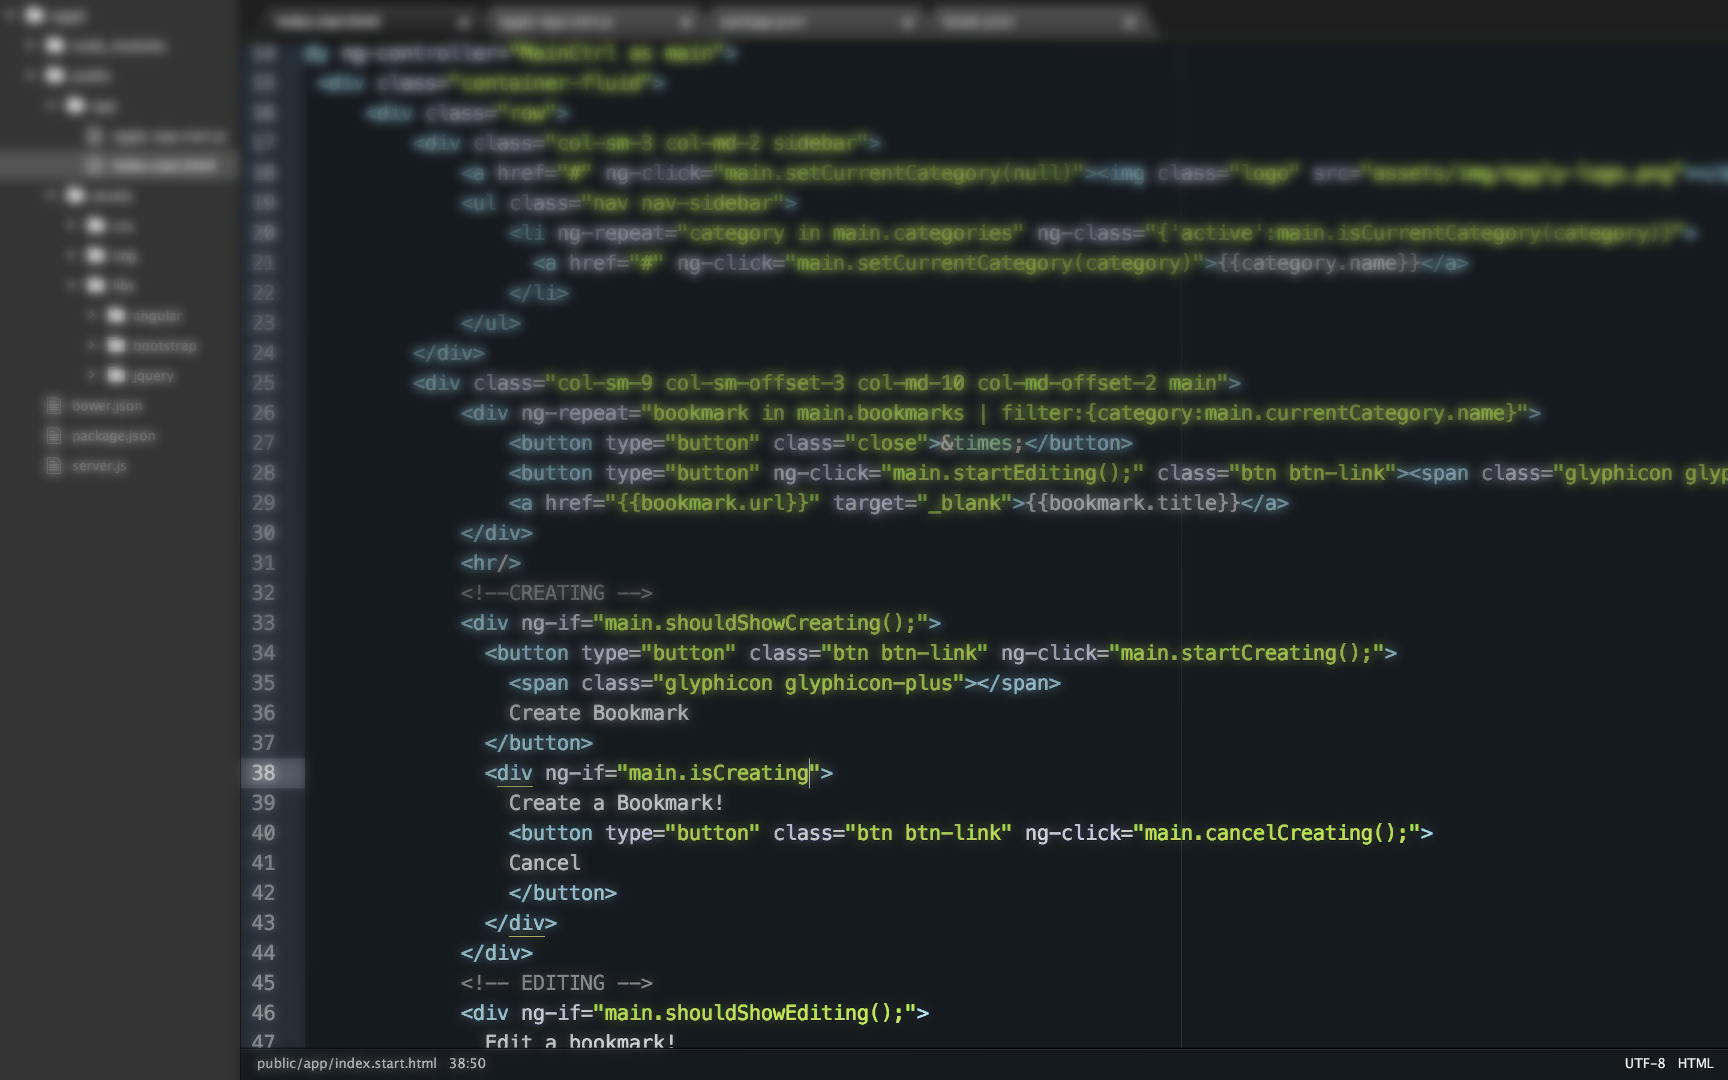 angular
bootstrap
jquery
bower.json
package.json
server.js
14 dy ng-controller="MainCtrl as main">
15 <div class="container-fluid">
16 <div class="row">
17 <div class="col-sm-3 col-md-2 sidebar">
18 <a href="#" ng-click="main.setCurrentCategory(null)"><img class="logo" src="assets/img/eggly-logo.png"
19 <ul class="nav nav-sidebar">
20 <li ng-repeat="category in main.categories" ng-class="{'active':main.isCurrentCategory(category)}">
21 <a href="#" ng-click="main.setCurrentCategory(category)">{{category.name}}</a>
22 </li>
23 </ul>
24 </div>
25 <div class="col-sm-9 col-sm-offset-3 col-md-10 col-md-offset-2 main">
26 <div ng-repeat="bookmark in main.bookmarks | filter:{category:main.currentCategory.name}">
27 <button type="button" class="close">&times;</button>
28 <button type="button" ng-click="main.startEditing();" class="btn btn-link"><span class="glyphicon glyp
29 <a href="{{bookmark.url}}" target="_blank">{{bookmark.title}}</a>
30 </div>
31 <hr/>
32 <!--CREATING -->
33 <div ng-if="main.shouldShowCreating();">
34 <button type="button" class="btn btn-link" ng-click="main.startCreating();">
35 <span class="glyphicon glyphicon-plus"></span>
36 Create Bookmark
37 </button>
38 <div ng-if="main.isCreating">
39 Create a Bookmark!
40 <button type="button" class="btn btn-link" ng-click="main.cancelCreating();">
41 Cancel
42 </button>
43 </div>
44 </div>
45 <!-- EDITING -->
46 <div ng-if="main.shouldShowEditing();">
47 Edit a bookmark!
public/app/index.start.html 38:50
UTF-8 HTML